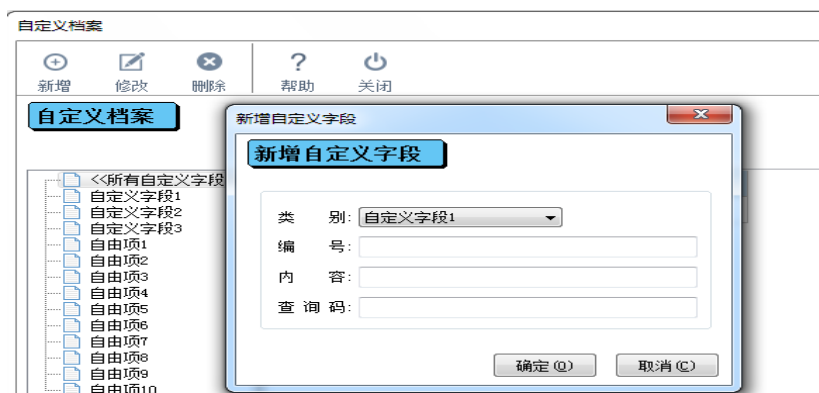 自定义档案
新增 修改 删除 帮助 关闭
自定义档案
<<所有自定义字段
自定义字段1
自定义字段2
自定义字段3
自由项1
自由项2
自由项3
自由项4
自由项5
自由项6
自由项7
自由项8
自由项9
自由项10
新增自定义字段
新增自定义字段
类 别: 自定义字段1
编 号:
内 容:
查 询 码:
确定(O) 取消(C)